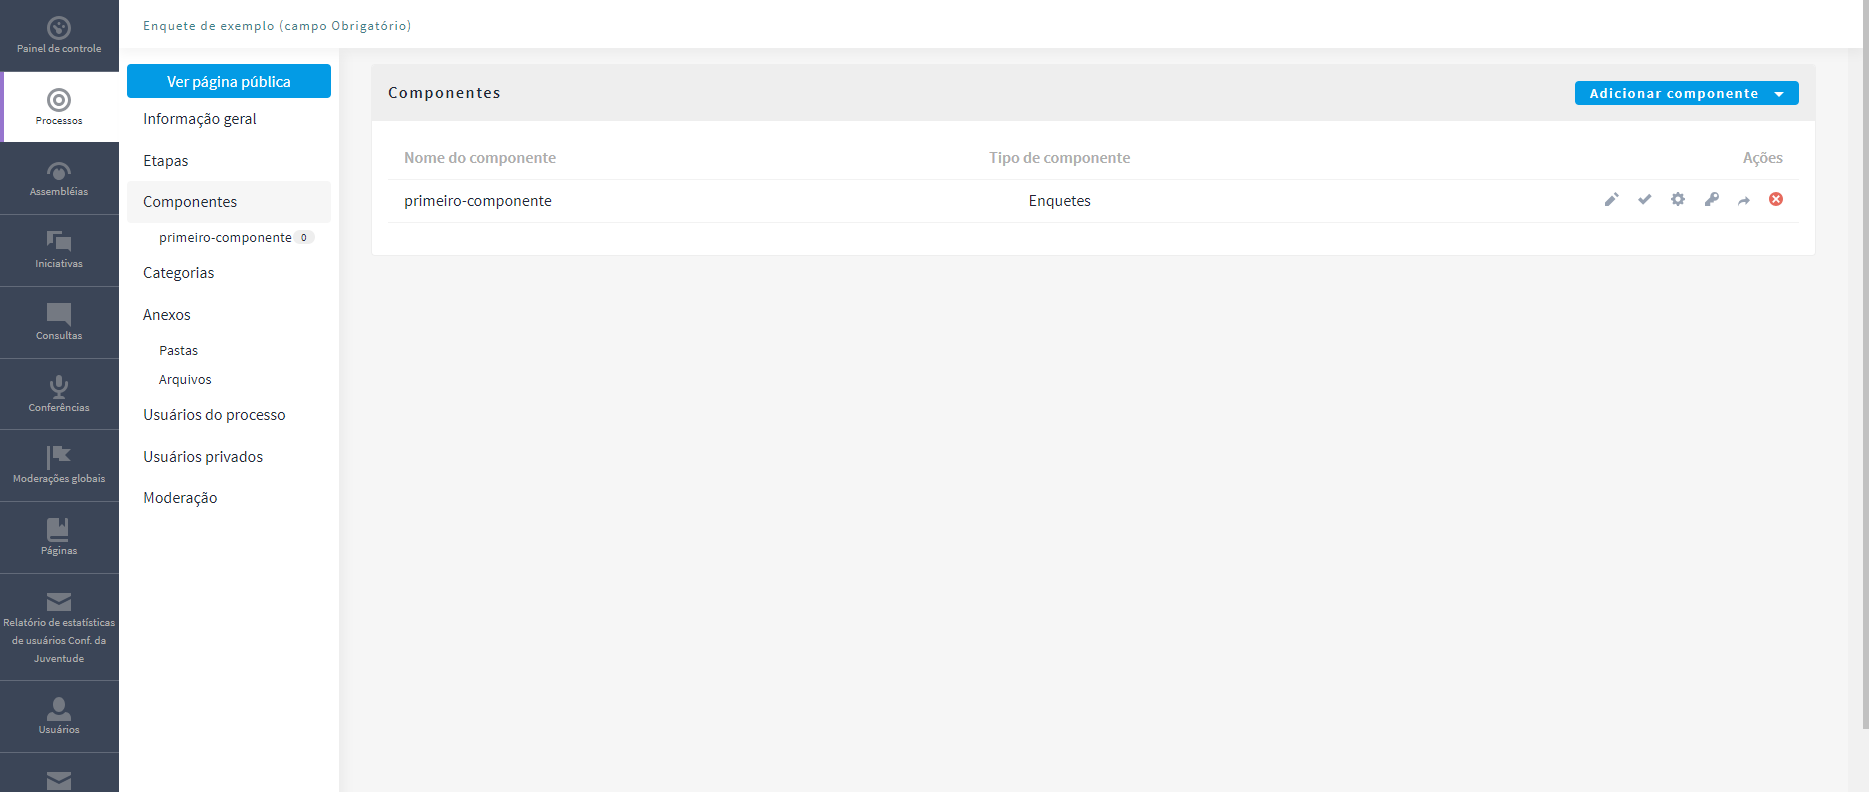 Painel de controle
Processos
Assembléias
Iniciativas
Consultas
Conferências
Moderações globais
Páginas
Relatório de estatísticas
de usuários Conf. da
Juventude
Usuários
Enquete de exemplo (campo Obrigatório)
Ver página pública
Informação geral
Etapas
Componentes
primeiro-componente 0
Categorias
Anexos
Pastas
Arquivos
Usuários do processo
Usuários privados
Moderação
Componentes
Adicionar componente
Nome do componente Tipo de componente Ações
primeiro-componente Enquetes